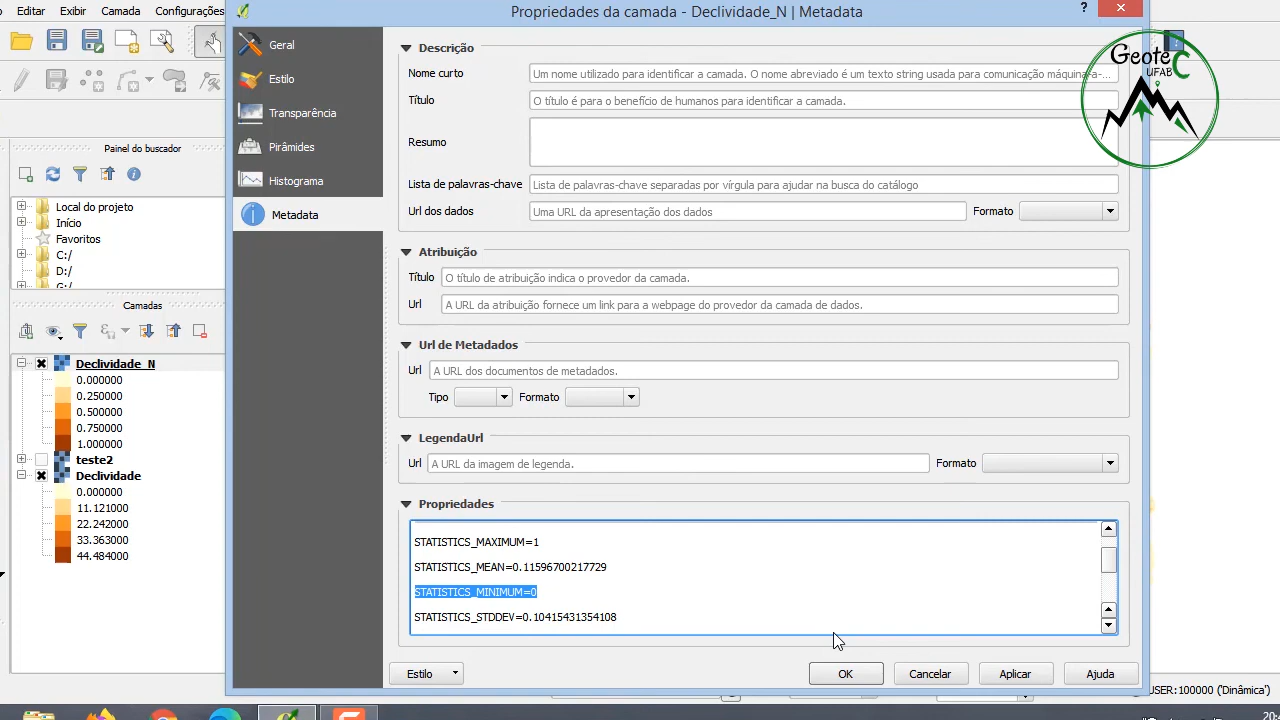 Propriedades da camada - Declividade_N | Metadata
?
Editar Exibir Camada Configurações
Geral
Estilo
Transparência
Pirâmides
Histograma
Metadata
Descrição
Nome curto Um nome utilizado para identificar a camada. O nome abreviado é um texto string usada para comunicação máquina-a-...
Título O título é para o benefício de humanos para identificar a camada.
Resumo
Lista de palavras-chave Lista de palavras-chave separadas por vírgula para ajudar na busca do catálogo
Url dos dados Uma URL da apresentação dos dados Formato
Atribuição
Título O título de atribuição indica o provedor da camada.
Url A URL da atribuição fornece um link para a webpage do provedor da camada de dados.
Url de Metadados
Url A URL dos documentos de metadados.
Tipo Formato
LegendaUrl
Url A URL da imagem de legenda. Formato
Propriedades
STATISTICS_MAXIMUM=1
STATISTICS_MEAN=0.11596700217729
STATISTICS_MINIMUM=0
STATISTICS_STDDEV=0.10415431354108
Estilo OK Cancelar Aplicar Ajuda
Painel do buscador
Local do projeto
Início
Favoritos
C:/
D:/
G:/
Camadas
Declividade_N
0.000000
0.250000
0.500000
0.750000
1.000000
teste2
Declividade
0.000000
11.121000
22.242000
33.363000
44.484000
GeoteC
UFABC
USER:100000 ('Dinâmica')